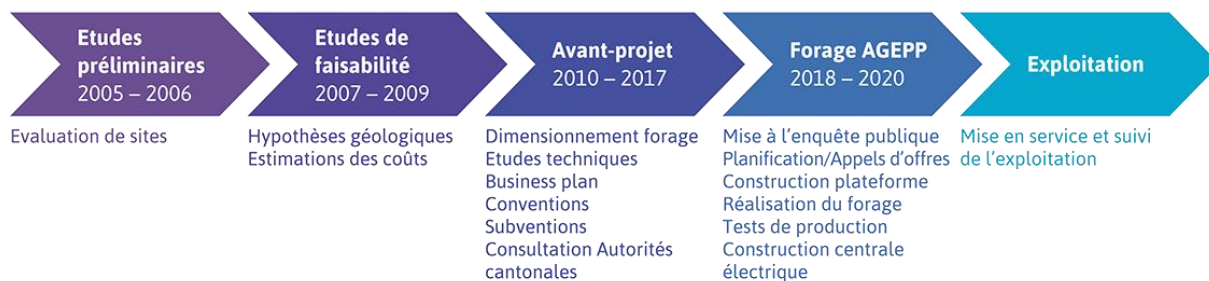 Etudes
préliminaires
2005 – 2006
Evaluation de sites
Etudes de
faisabilité
2007 – 2009
Hypothèses géologiques
Estimations des coûts
Avant-projet
2010 – 2017
Dimensionnement forage
Etudes techniques
Business plan
Conventions
Subventions
Consultation Autorités
cantonales
Forage AGEPP
2018 – 2020
Mise à l’enquête publique
Planification/Appels d’offres
Construction plateforme
Réalisation du forage
Tests de production
Construction centrale
électrique
Exploitation
Mise en service et suivi
de l’exploitation